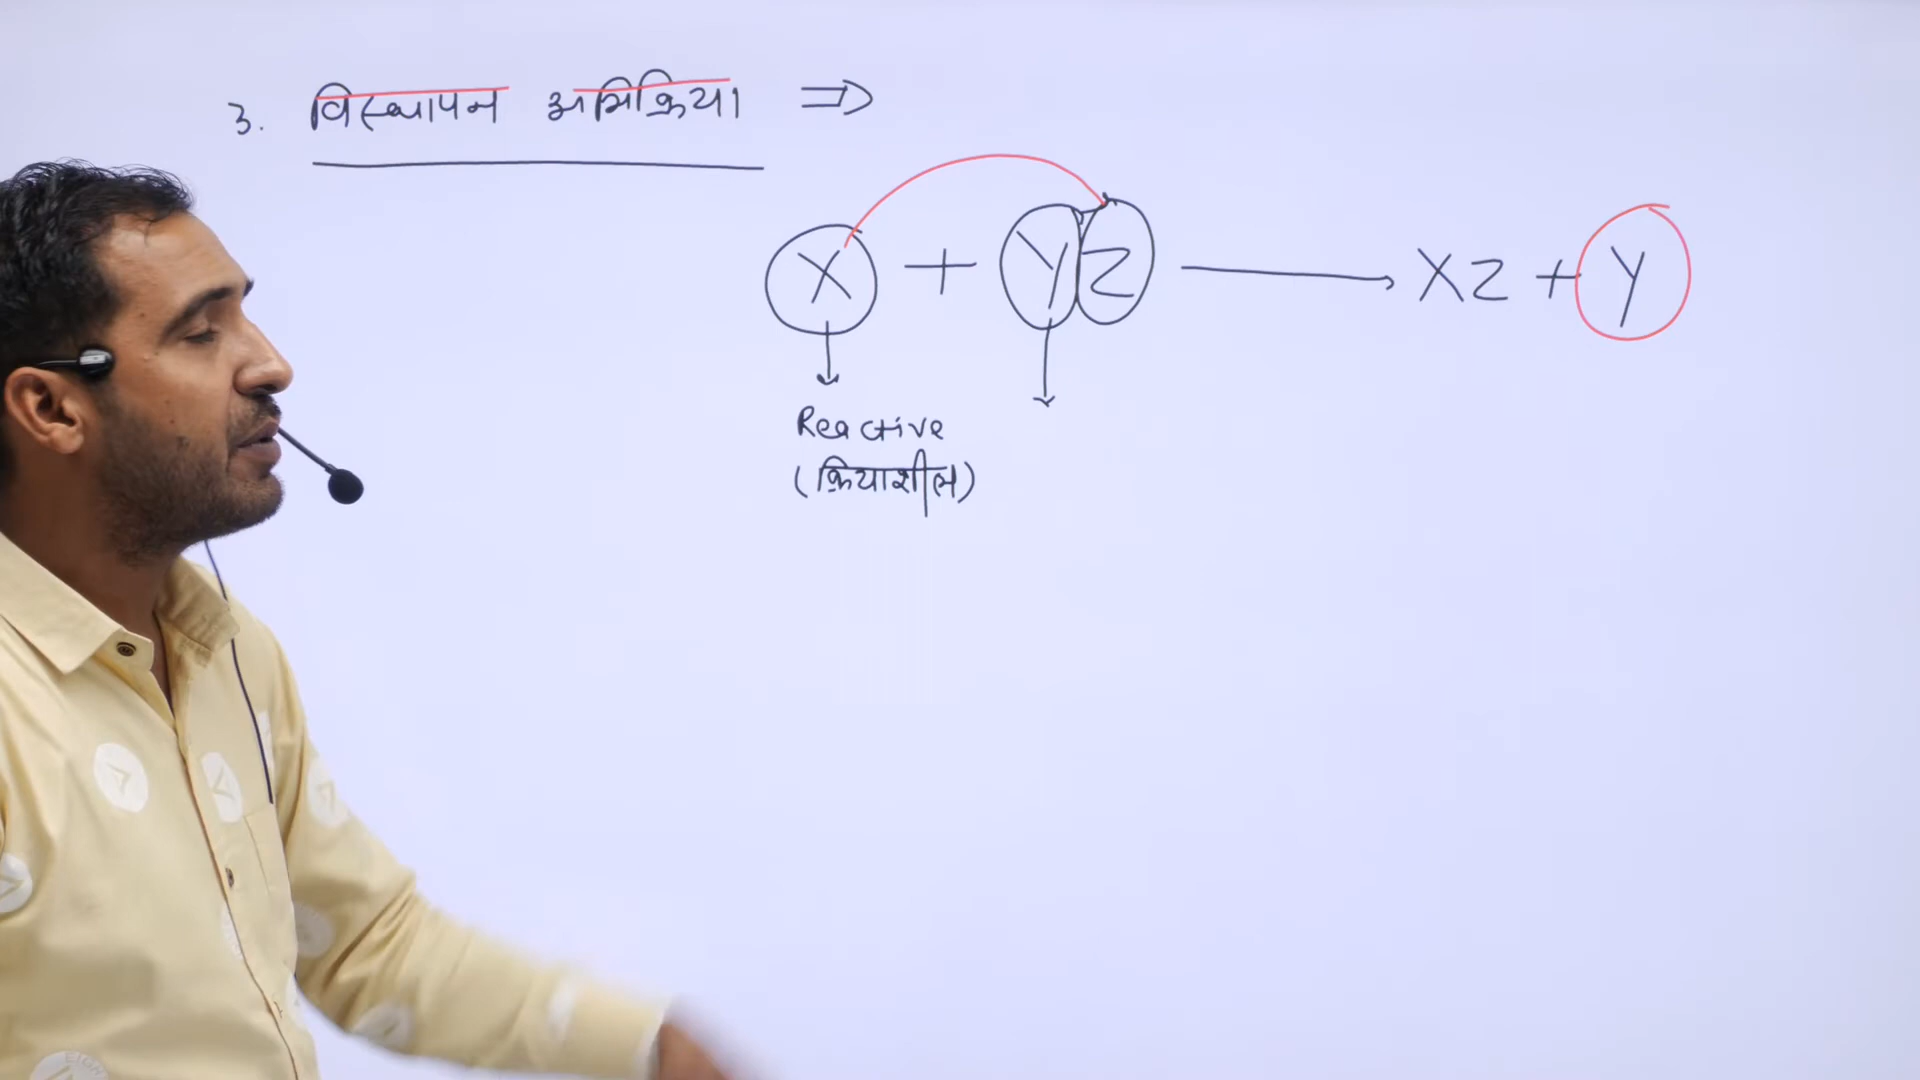 3. विस्थापन अभिक्रिया ⇒
X + YZ ⟶ XZ + Y
Reactive
(क्रियाशील)